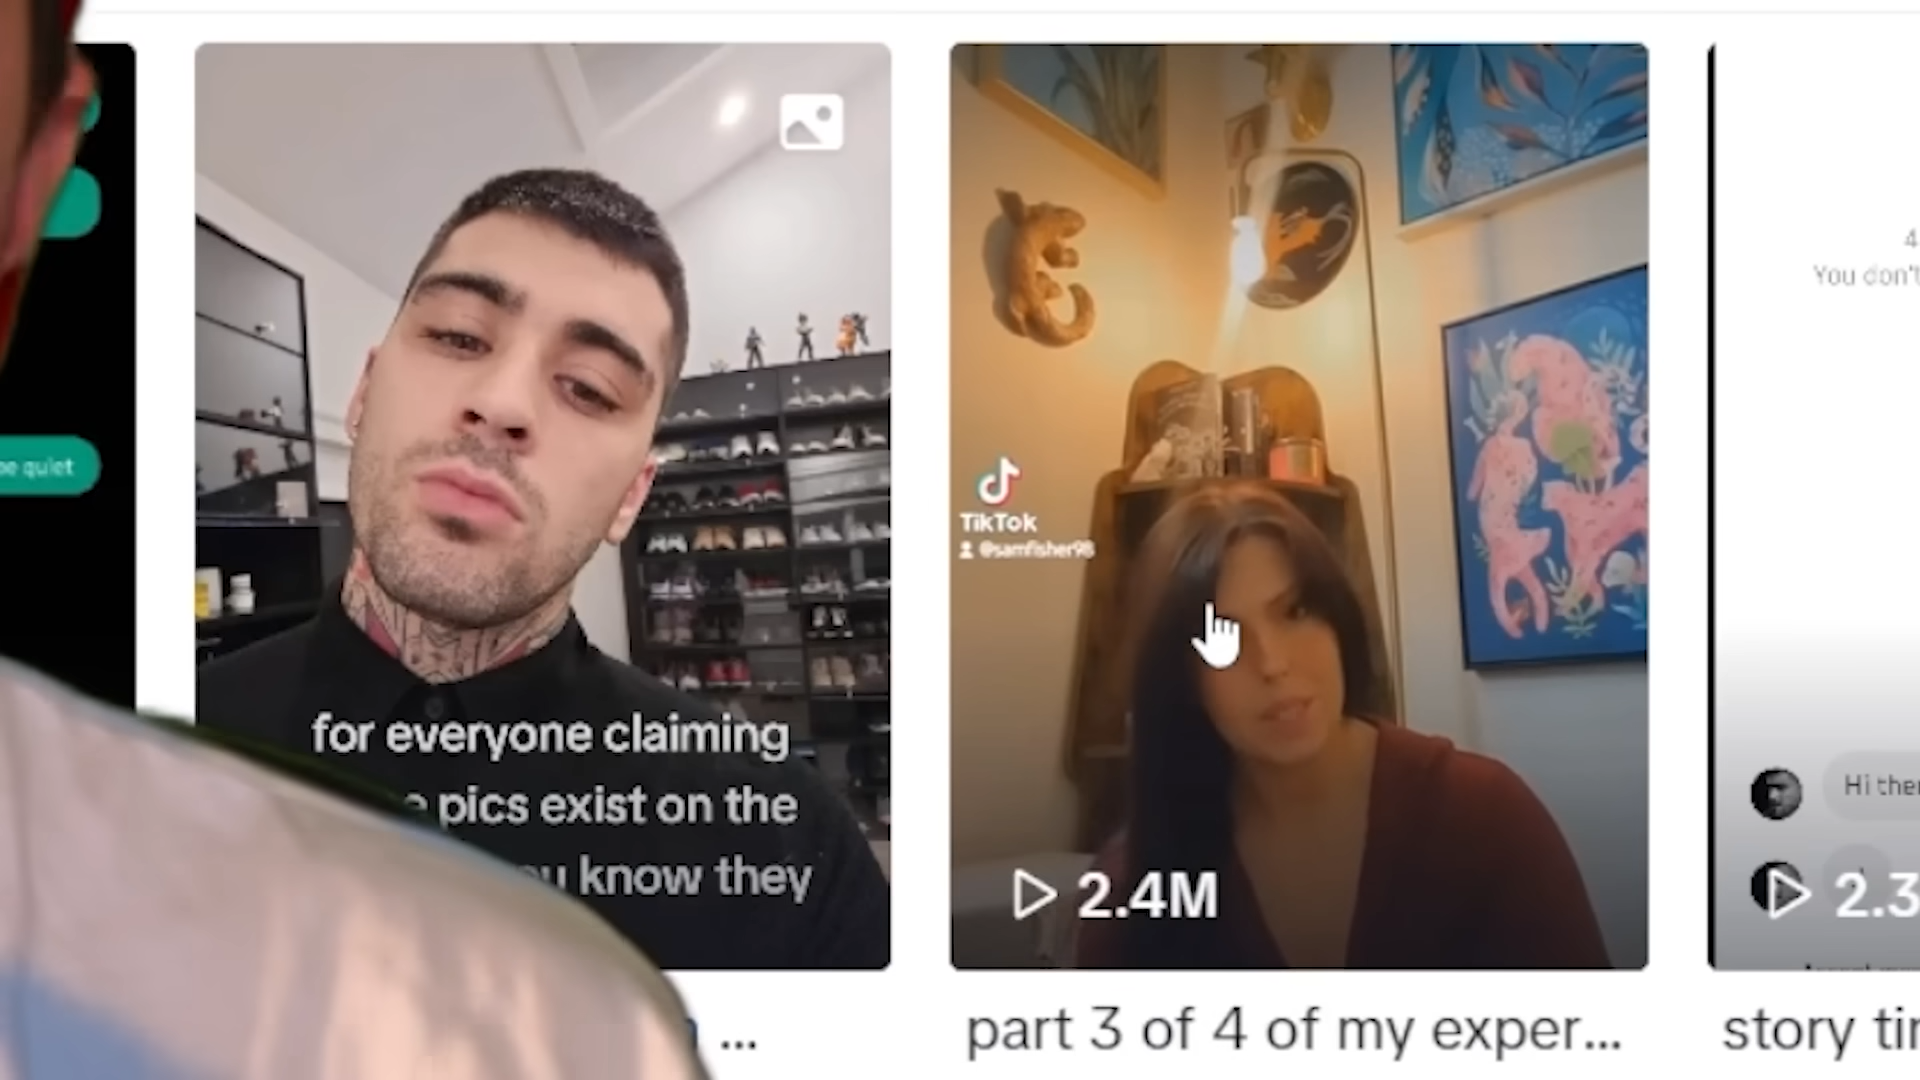 be quiet
for everyone claiming
pics exist on the
know they
TikTok
@samfisher98
2.4M
part 3 of 4 of my exper...
...
4
You don't
Hi ther
2.3
story tir